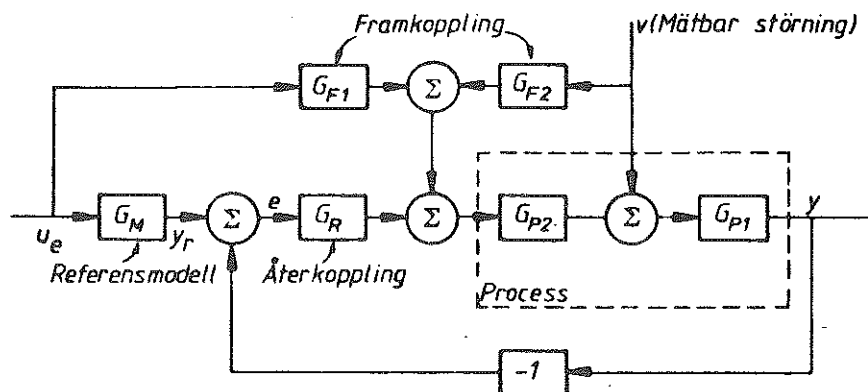 Framkoppling
v(Mätbar störning)
G_F1
Σ
G_F2
u_e
G_M
y_r
Σ
e
G_R
Σ
G_P2
Σ
G_P1
y
Referensmodell
Återkoppling
Process
-1